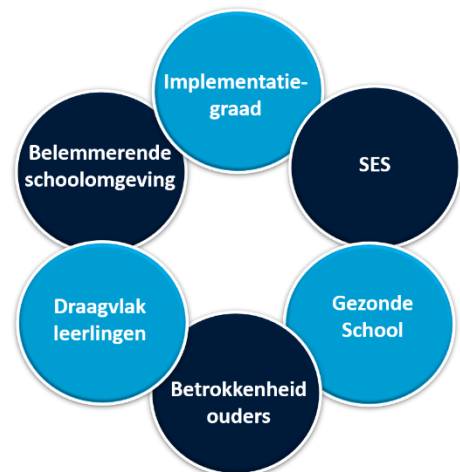 Implementatie-
graad
SES
Gezonde
School
Betrokkenheid
ouders
Draagvlak
leerlingen
Belemmerende
schoolomgeving